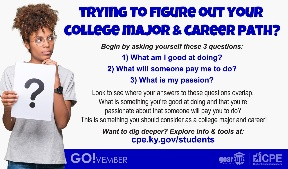 TRYING TO FIGURE OUT YOUR
COLLEGE MAJOR & CAREER PATH?
Begin by asking yourself these 3 questions:
1) What am I good at doing?
2) What will someone pay me to do?
3) What is my passion?
Look to see where your answers to these questions overlap.
What is something you're good at doing and that you're
passionate about that someone will pay you to do?
This is something you should consider as a college major and career.
Want to dig deeper? Explore info & tools at:
cpe.ky.gov/students
?
GO!VEMBER
CPE